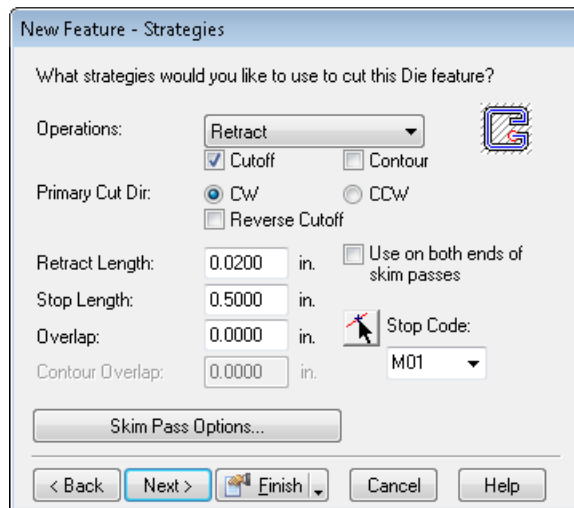 New Feature - Strategies
What strategies would you like to use to cut this Die feature?
Operations: Retract
Cutoff Contour
Primary Cut Dir: CW CCW
Reverse Cutoff
Retract Length: 0.0200 in. Use on both ends of
skim passes
Stop Length: 0.5000 in.
Overlap: 0.0000 in. Stop Code:
Contour Overlap: 0.0000 in. M01
Skim Pass Options...
< Back Next > Finish Cancel Help